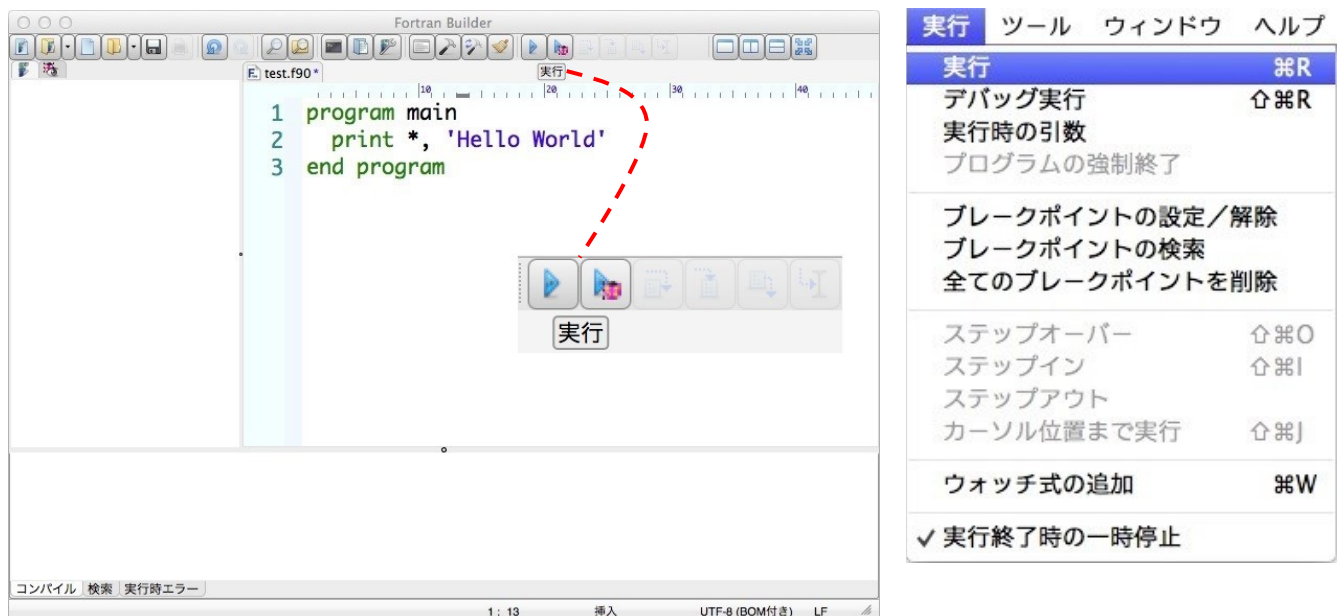 Fortran Builder
test.f90*
実行
10 20 30 40
1 program main
2 print *, 'Hello World'
3 end program
実行
コンパイル 検索 実行時エラー
1: 13 挿入 UTF-8 (BOM付き) LF
実行 ツール ウィンドウ ヘルプ
実行 ⌘R
デバッグ実行 ⇧⌘R
実行時の引数
プログラムの強制終了
ブレークポイントの設定／解除
ブレークポイントの検索
全てのブレークポイントを削除
ステップオーバー ⇧⌘O
ステップイン ⇧⌘I
ステップアウト
カーソル位置まで実行 ⇧⌘J
ウォッチ式の追加 ⌘W
✓ 実行終了時の一時停止